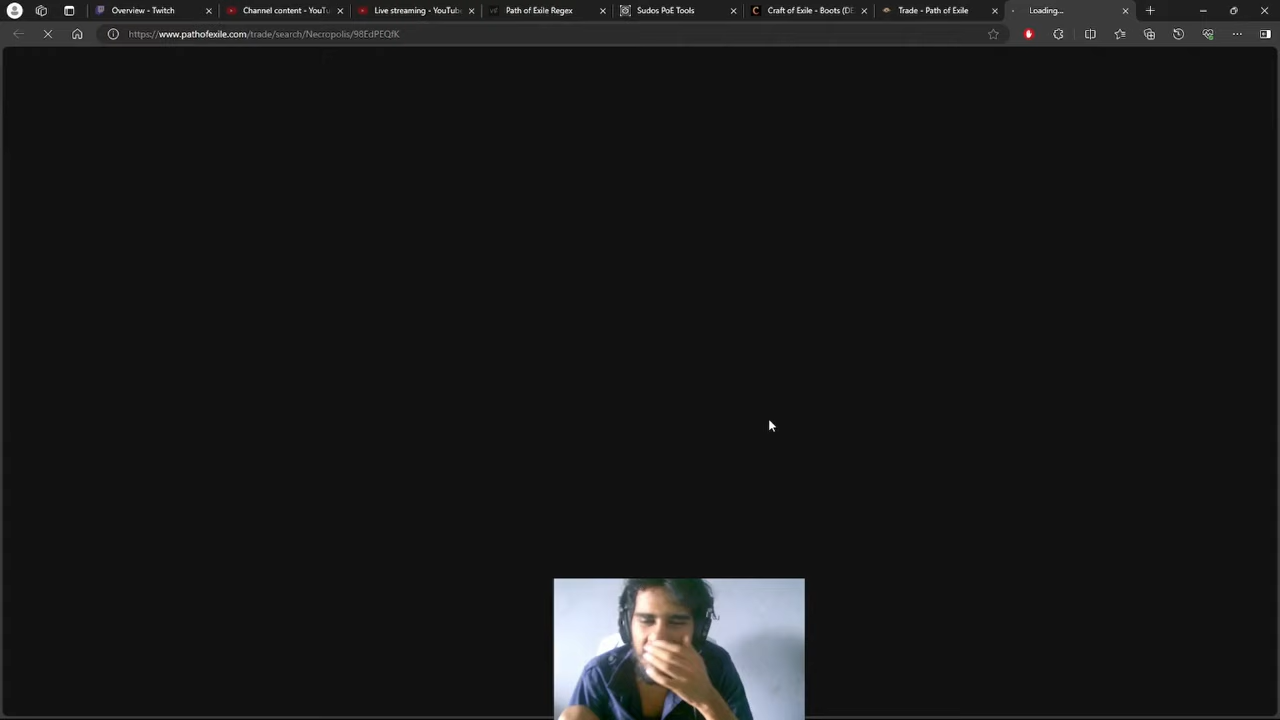 Overview - Twitch
Channel content - YouTu
Live streaming - YouTub
Path of Exile Regex
Sudos PoE Tools
Craft of Exile - Boots (DE
Trade - Path of Exile
Loading...
https://www.pathofexile.com/trade/search/Necropolis/98EdPEQfK